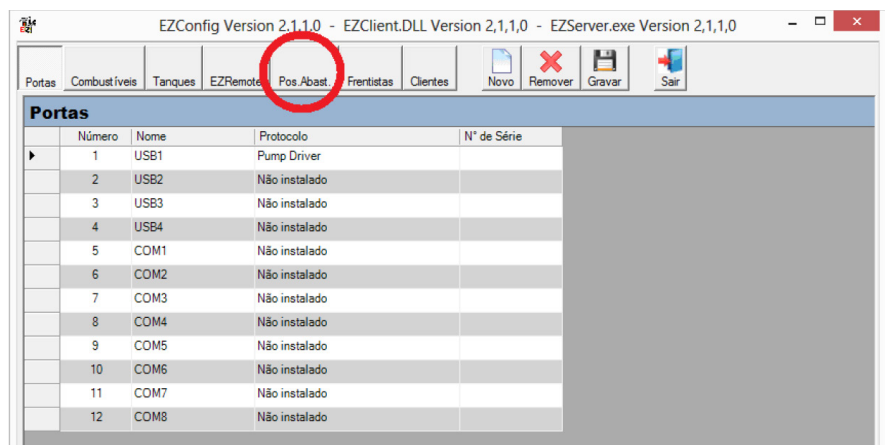 EZConfig Version 2,1,1,0 - EZClient.DLL Version 2,1,1,0 - EZServer.exe Version 2,1,1,0
Portas Combustíveis Tanques EZRemote Pos.Abast. Frentistas Clientes Novo Remover Gravar Sair
Portas
Número Nome Protocolo N° de Série
1 USB1 Pump Driver
2 USB2 Não instalado
3 USB3 Não instalado
4 USB4 Não instalado
5 COM1 Não instalado
6 COM2 Não instalado
7 COM3 Não instalado
8 COM4 Não instalado
9 COM5 Não instalado
10 COM6 Não instalado
11 COM7 Não instalado
12 COM8 Não instalado